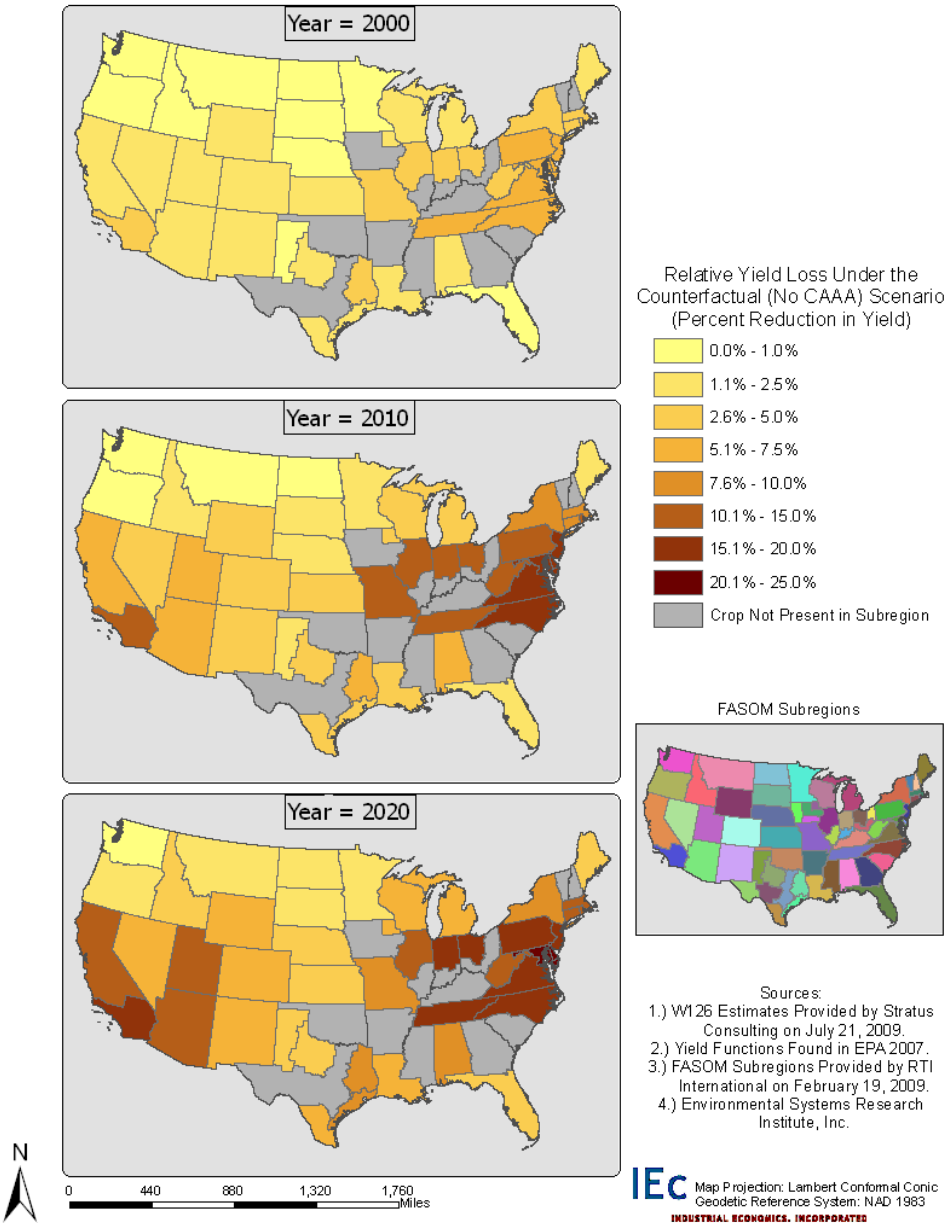 Year = 2000
Relative Yield Loss Under the
Counterfactual (No CAAA) Scenario
(Percent Reduction in Yield)
0.0% - 1.0%
1.1% - 2.5%
2.6% - 5.0%
5.1% - 7.5%
7.6% - 10.0%
10.1% - 15.0%
15.1% - 20.0%
20.1% - 25.0%
Crop Not Present in Subregion
Year = 2010
FASOM Subregions
Year = 2020
Sources:
1.) W126 Estimates Provided by Stratus
Consulting on July 21, 2009.
2.) Yield Functions Found in EPA 2007.
3.) FASOM Subregions Provided by RTI
International on February 19, 2009.
4.) Environmental Systems Research
Institute, Inc.
N
0 440 880 1,320 1,760
Miles
IEc
Map Projection: Lambert Conformal Conic
Geodetic Reference System: NAD 1983
INDUSTRIAL ECONOMICS, INCORPORATED